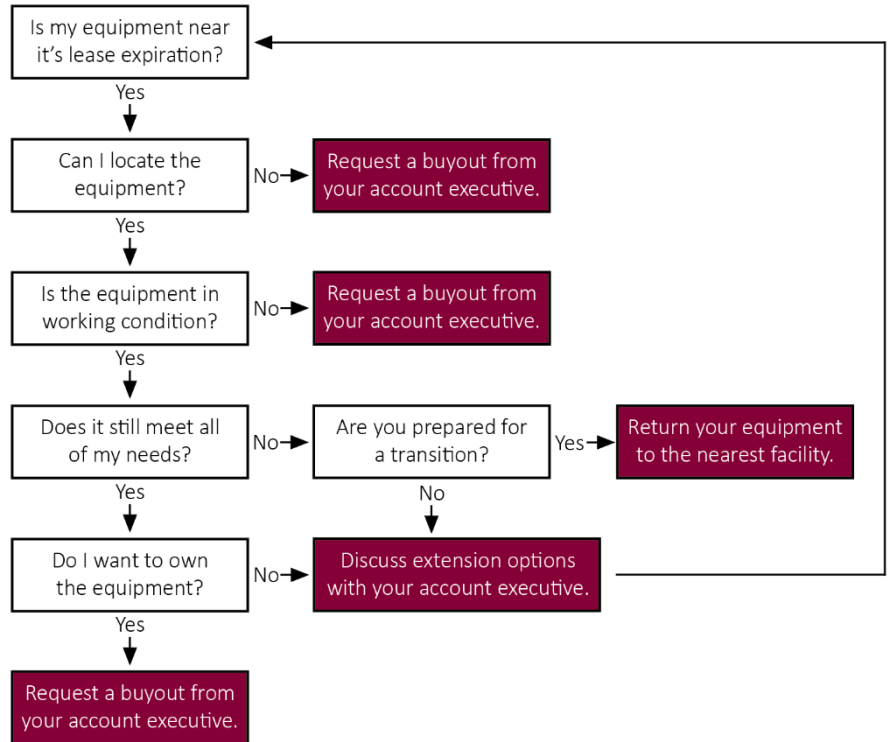 Is my equipment near
it's lease expiration?
Yes
Can I locate the
equipment?
No
Request a buyout from
your account executive.
Yes
Is the equipment in
working condition?
No
Request a buyout from
your account executive.
Yes
Does it still meet all
of my needs?
No
Are you prepared for
a transition?
Yes
Return your equipment
to the nearest facility.
Yes
No
Do I want to own
the equipment?
No
Discuss extension options
with your account executive.
Yes
Request a buyout from
your account executive.